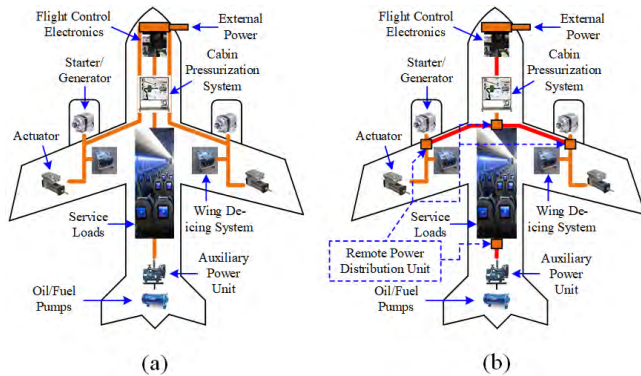 Flight Control
Electronics
External
Power
Starter/
Generator
Cabin
Pressurization
System
Actuator
Service
Loads
Wing De-
icing System
Auxiliary
Power
Unit
Oil/Fuel
Pumps
(a)
Flight Control
Electronics
External
Power
Starter/
Generator
Cabin
Pressurization
System
Actuator
Service
Loads
Wing De-
icing System
Remote Power
Distribution Unit
Auxiliary
Power Unit
Oil/Fuel
Pumps
(b)